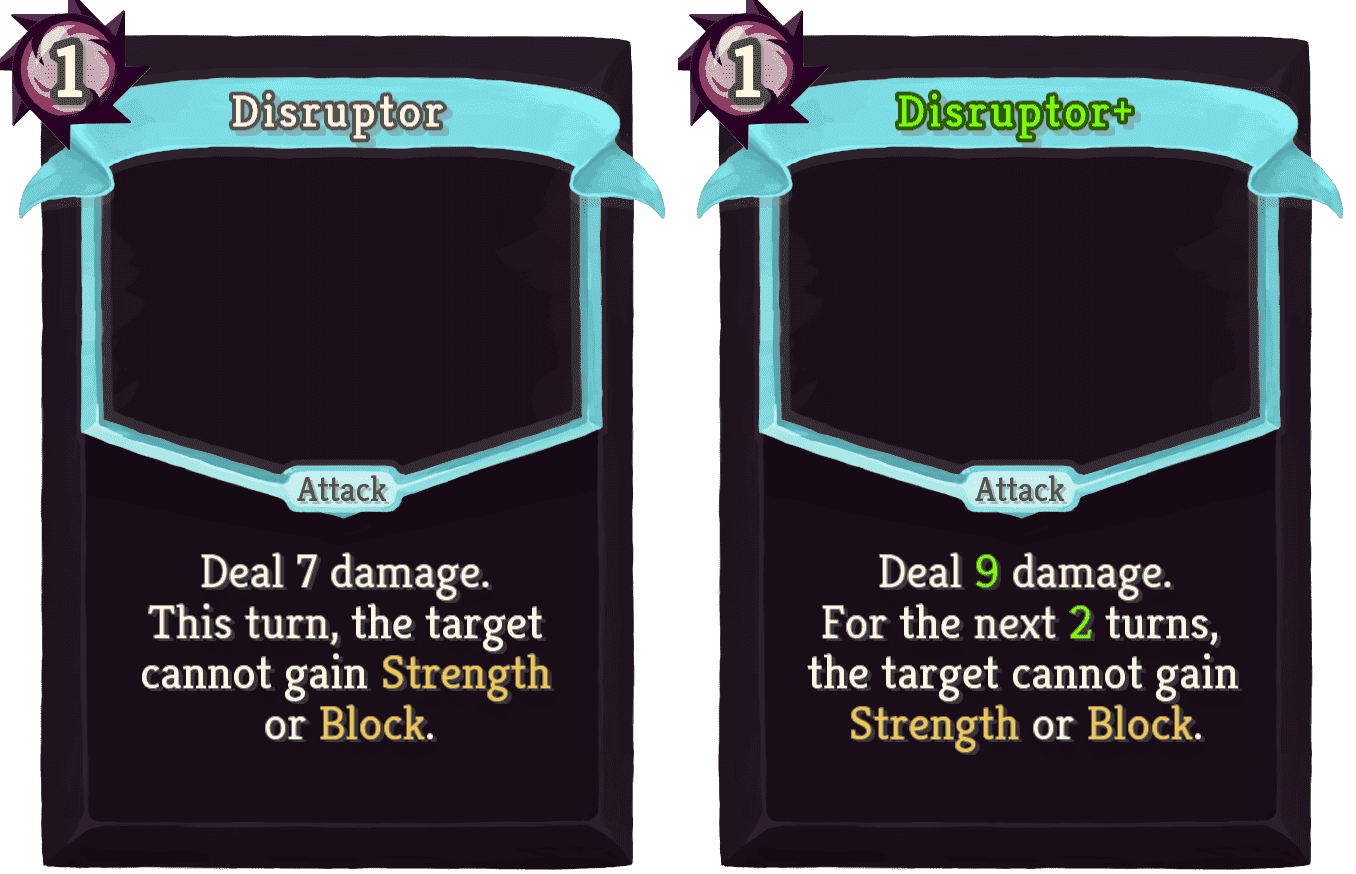 1
Disruptor
Attack
Deal 7 damage.
This turn, the target
cannot gain Strength
or Block.
1
Disruptor+
Attack
Deal 9 damage.
For the next 2 turns,
the target cannot gain
Strength or Block.